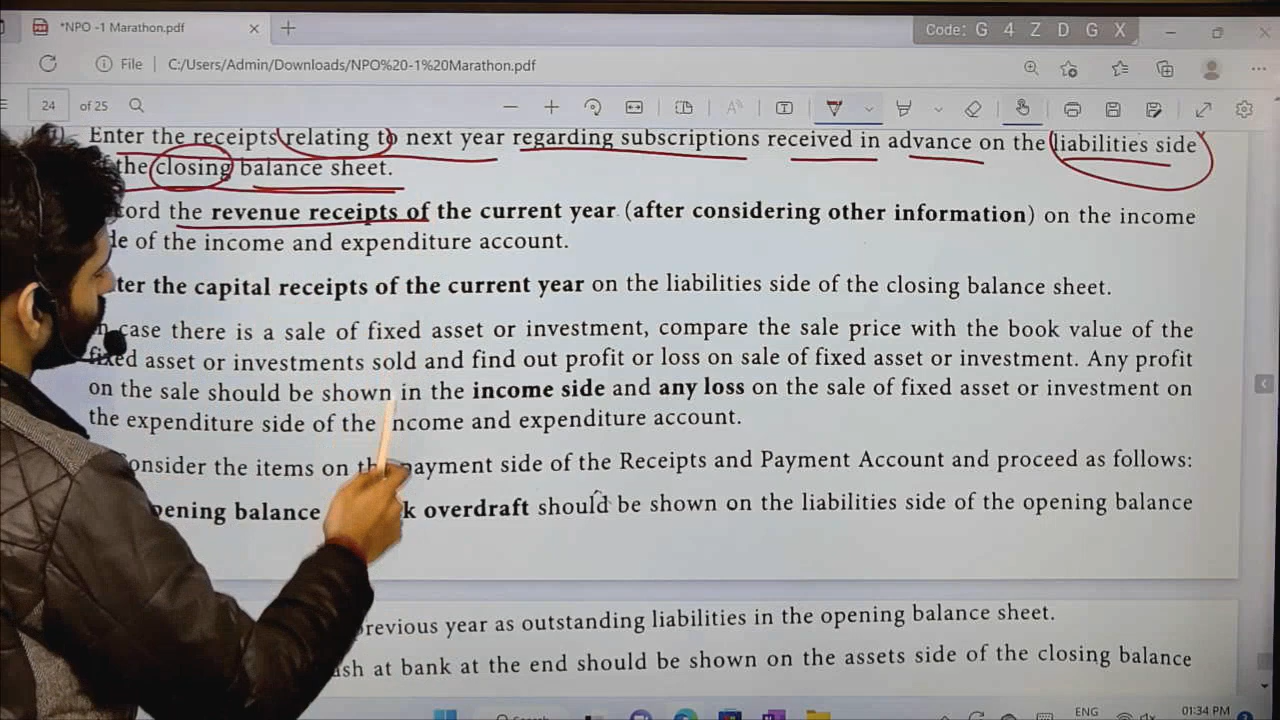 *NPO -1 Marathon.pdf
Code: G 4 Z D G X
File C:/Users/Admin/Downloads/NPO%20-1%20Marathon.pdf
24 of 25
Enter the receipts relating to next year regarding subscriptions received in advance on the liabilities side
the closing balance sheet.
the revenue receipts of the current year (after considering other information) on the income
of the income and expenditure account.
the capital receipts of the current year on the liabilities side of the closing balance sheet.
case there is a sale of fixed asset or investment, compare the sale price with the book value of the
fixed asset or investments sold and find out profit or loss on sale of fixed asset or investment. Any profit
on the sale should be shown in the income side and any loss on the sale of fixed asset or investment on
the expenditure side of the income and expenditure account.
the items on payment side of the Receipts and Payment Account and proceed as follows:
balance overdraft should be shown on the liabilities side of the opening balance
previous year as outstanding liabilities in the opening balance sheet.
at bank at the end should be shown on the assets side of the closing balance
ENG
01:34 PM